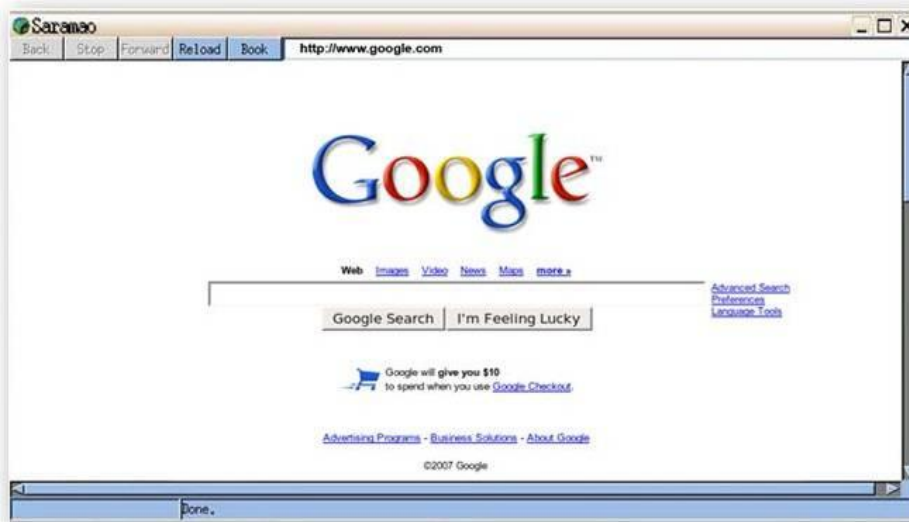 Saramao
Back Stop Forward Reload Book http://www.google.com
Google™
Web Images Video News Maps more »
Advanced Search
Preferences
Language Tools
Google Search I'm Feeling Lucky
Google will give you $10
to spend when you use Google Checkout.
Advertising Programs - Business Solutions - About Google
©2007 Google
Done.